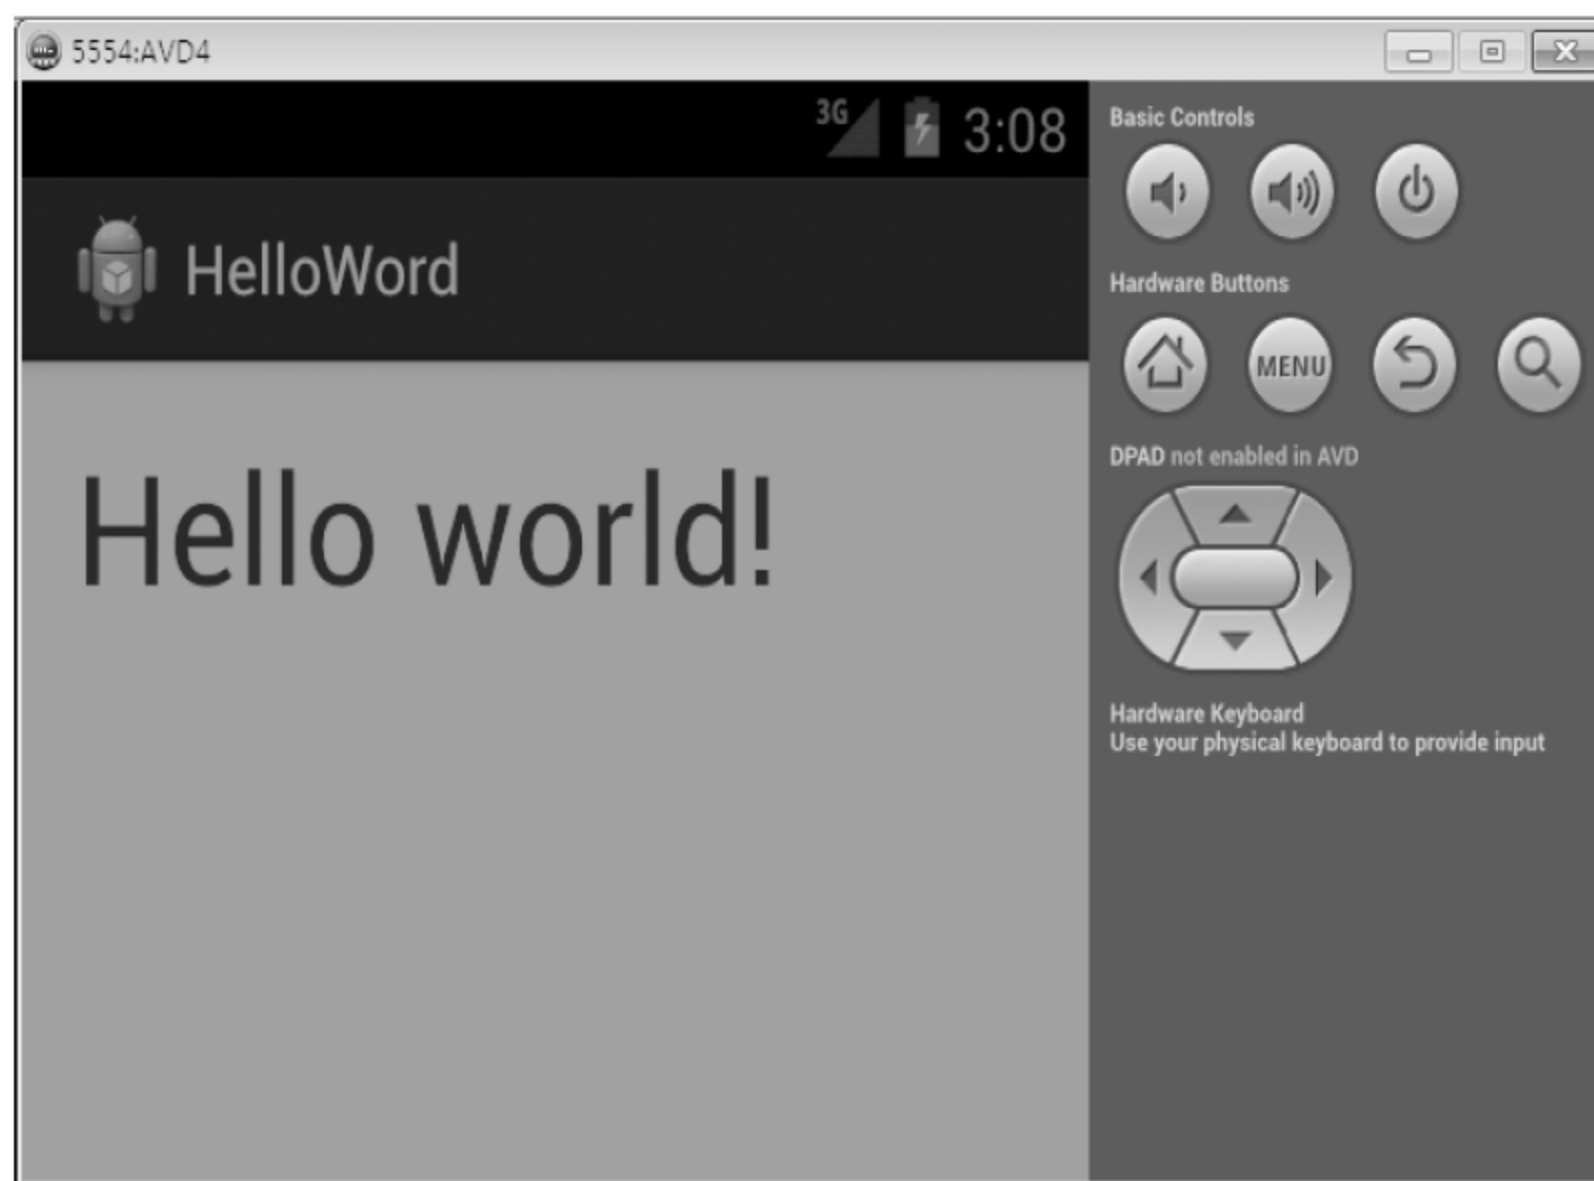 5554:AVD4
3G 3:08
HelloWord
Hello world!
Basic Controls
Hardware Buttons
MENU
DPAD not enabled in AVD
Hardware Keyboard
Use your physical keyboard to provide input